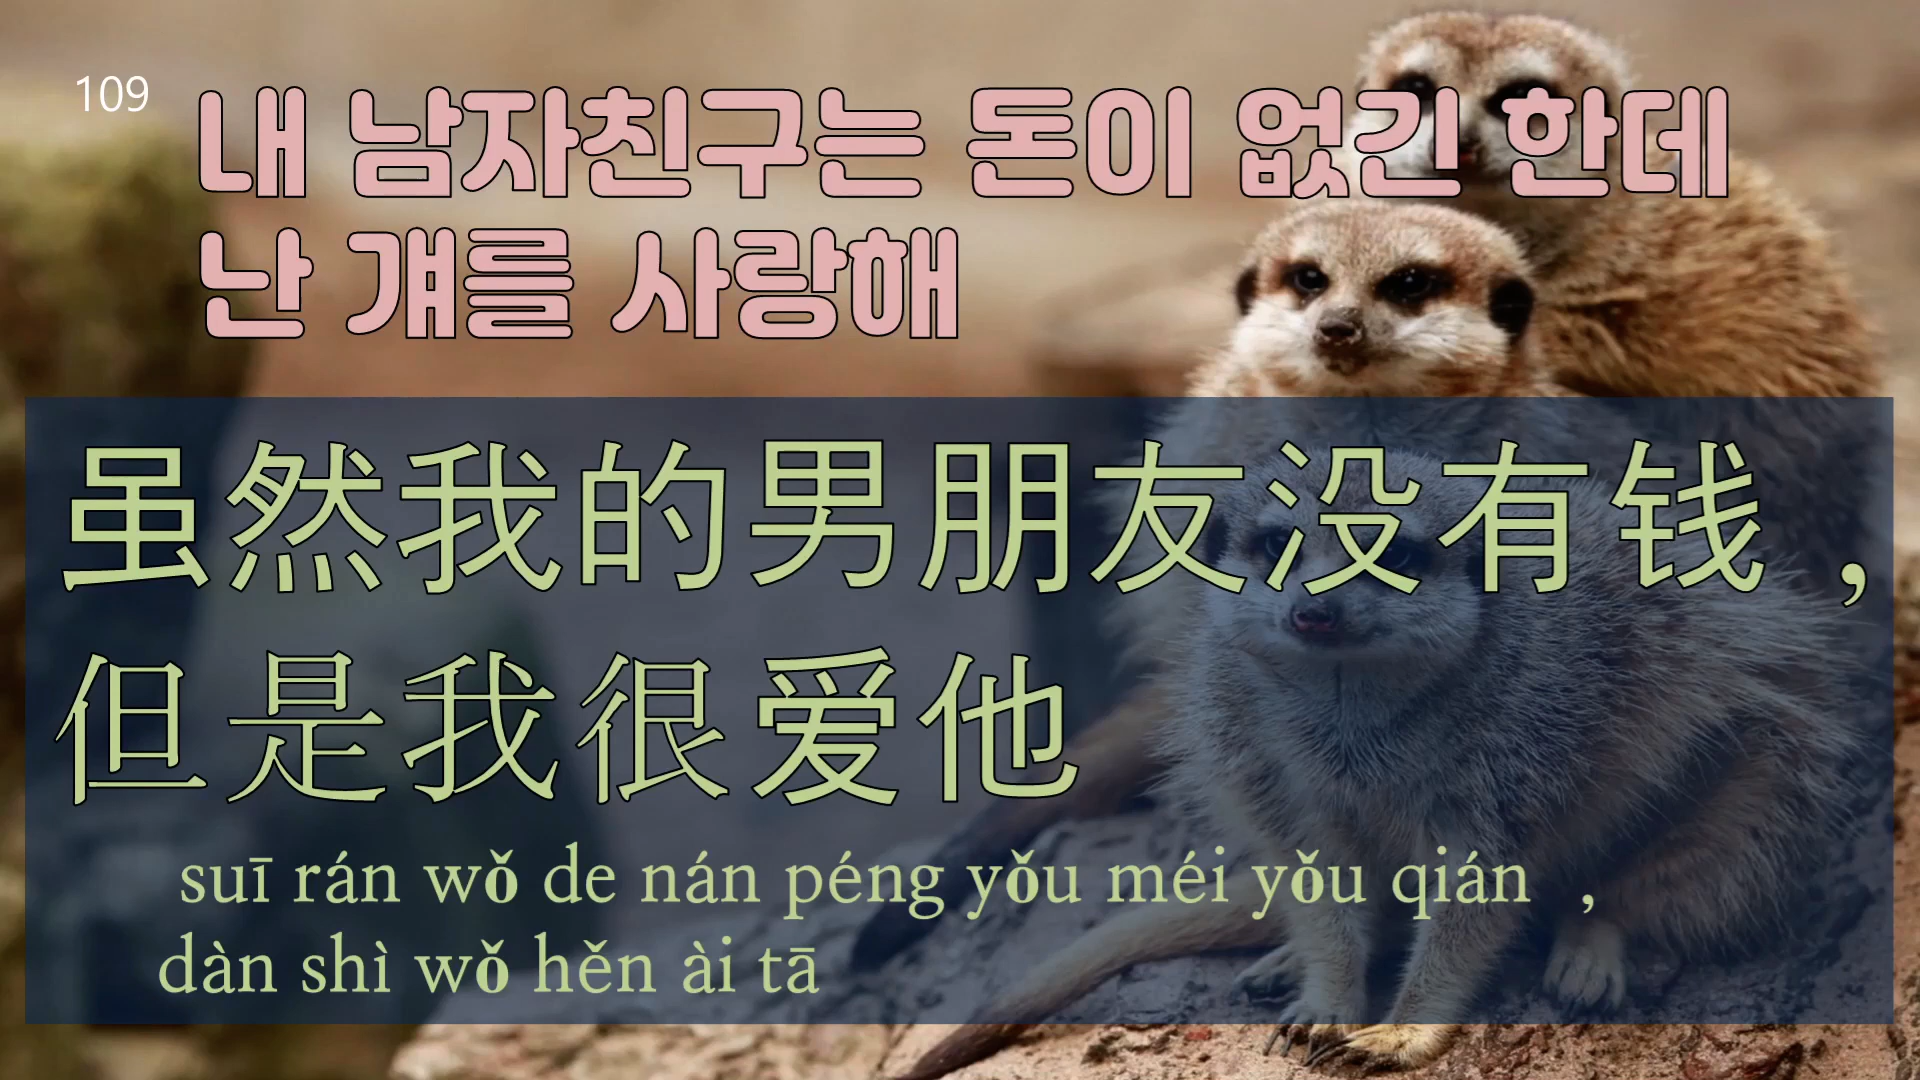 109
내 남자친구는 돈이 없긴 한데
난 걔를 사랑해
虽然我的男朋友没有钱，
但是我很爱他
suī rán wǒ de nán péng yǒu méi yǒu qián ，
dàn shì wǒ hěn ài tā